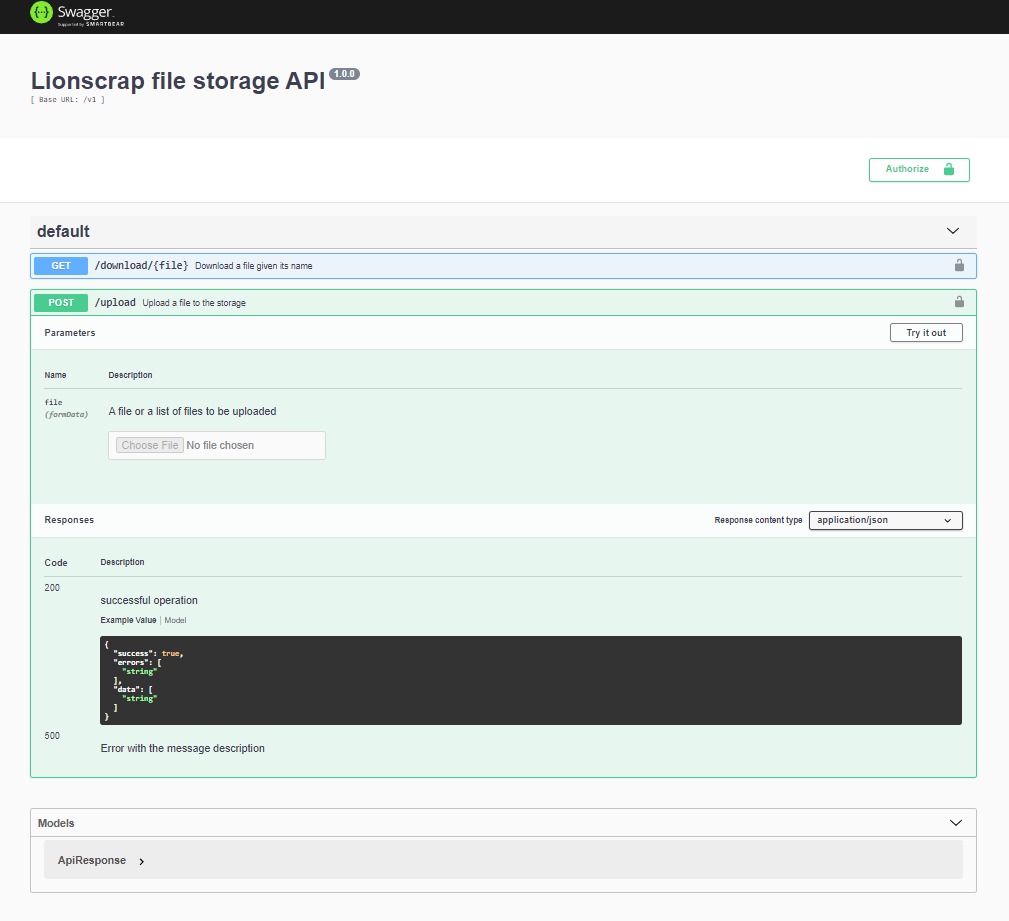 Swagger.
Supported by SMARTBEAR
Lionscrap file storage API 1.0.0
[ Base URL: /v1 ]
Authorize
default
GET /download/{file} Download a file given its name
POST /upload Upload a file to the storage
Parameters
Try it out
Name Description
file
(formData)
A file or a list of files to be uploaded
Choose File No file chosen
Responses
Response content type application/json
Code Description
200
successful operation
Example Value | Model
{
  "success": true,
  "errors": [
    "string"
  ],
  "data": [
    "string"
  ]
}
500
Error with the message description
Models
ApiResponse